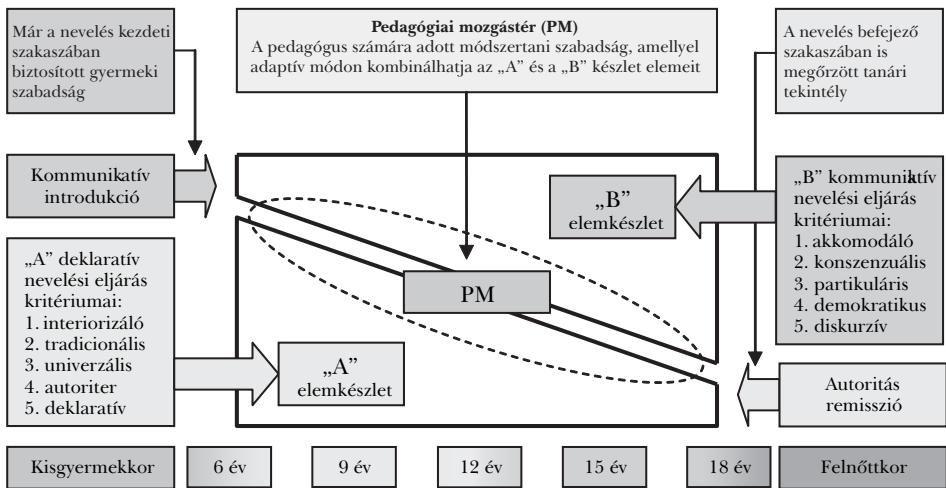 Már a nevelés kezdeti
szakaszában
biztosított gyermeki
szabadság
Pedagógiai mozgástér (PM)
A pedagógus számára adott módszertani szabadság, amellyel
adaptív módon kombinálhatja az „A” és a „B” készlet elemeit
A nevelés befejező
szakaszában is
megőrzött tanári
tekintély
Kommunikatív
introdukció
„B”
elemkészlet
„B” kommunikatív
nevelési eljárás
kritériumai:
1. akkomodáló
2. konszenzuális
3. partikuláris
4. demokratikus
5. diskurzív
„A” deklaratív
nevelési eljárás
kritériumai:
1. interiorizáló
2. tradicionális
3. univerzális
4. autoriter
5. deklaratív
PM
„A”
elemkészlet
Autoritás
remisszió
Kisgyermekkor
6 év
9 év
12 év
15 év
18 év
Felnőttkor